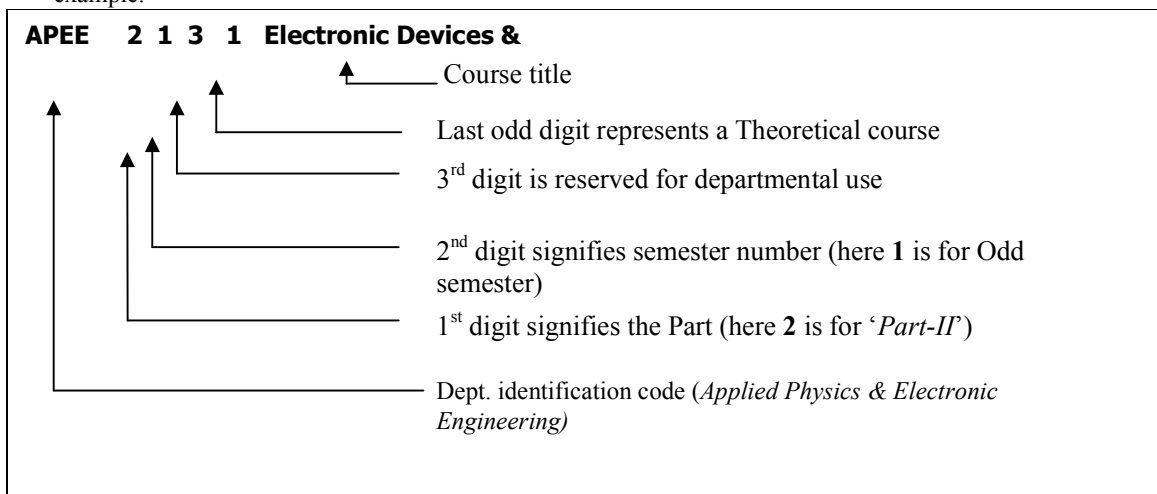 example:
APEE 2 1 3 1 Electronic Devices &
Course title
Last odd digit represents a Theoretical course
3rd digit is reserved for departmental use
2nd digit signifies semester number (here 1 is for Odd
semester)
1st digit signifies the Part (here 2 is for ‘Part-II’)
Dept. identification code (Applied Physics & Electronic
Engineering)